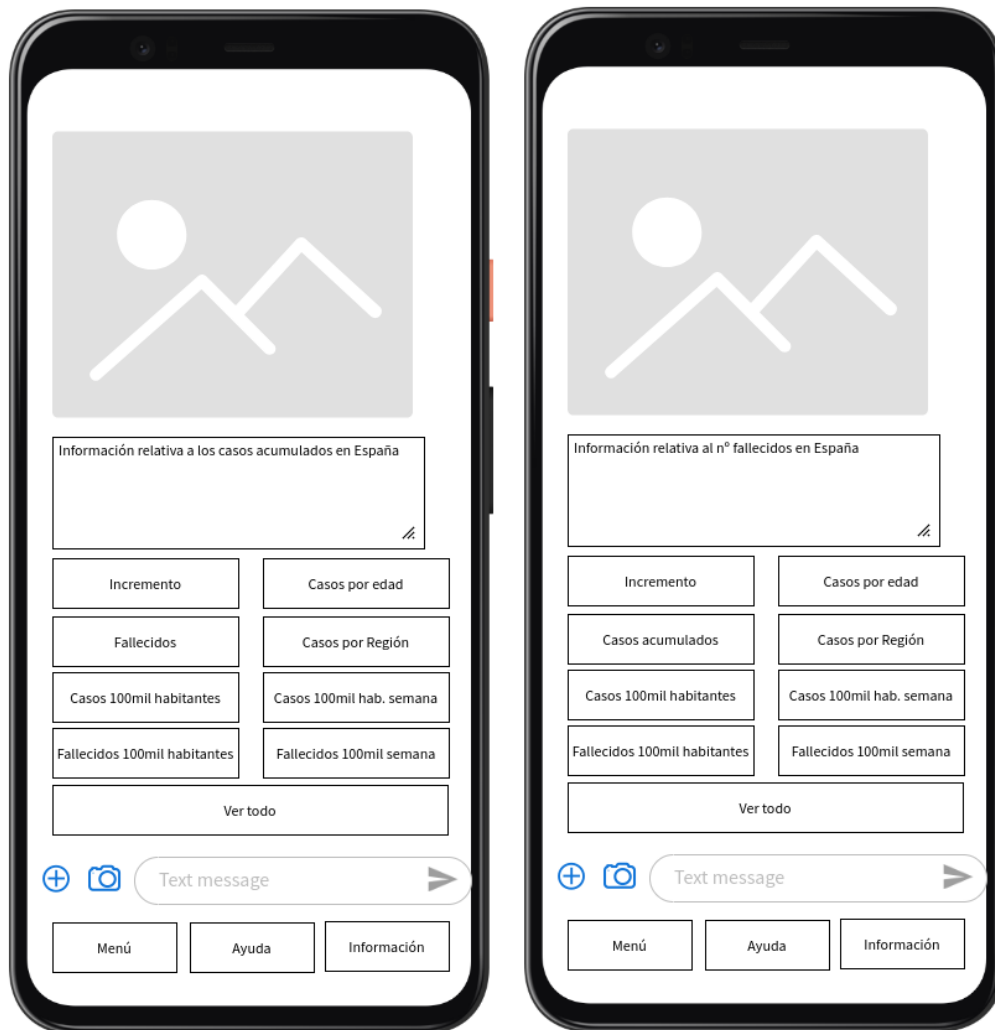 Información relativa a los casos acumulados en España
Incremento
Casos por edad
Fallecidos
Casos por Región
Casos 100mil habitantes
Casos 100mil hab. semana
Fallecidos 100mil habitantes
Fallecidos 100mil semana
Ver todo
Text message
Menú
Ayuda
Información
Información relativa al nº fallecidos en España
Incremento
Casos por edad
Casos acumulados
Casos por Región
Casos 100mil habitantes
Casos 100mil hab. semana
Fallecidos 100mil habitantes
Fallecidos 100mil semana
Ver todo
Text message
Menú
Ayuda
Información